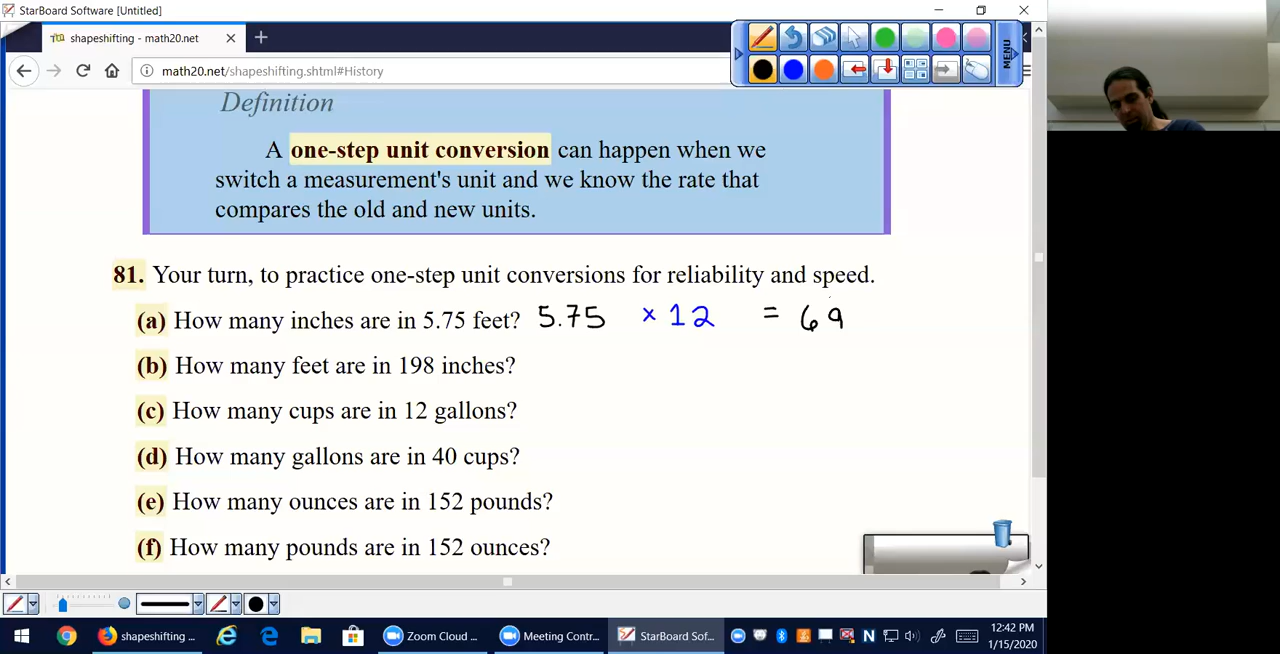 StarBoard Software [Untitled]
shapeshifting - math20.net
math20.net/shapeshifting.shtml#History
MENU
Definition
A one-step unit conversion can happen when we
switch a measurement's unit and we know the rate that
compares the old and new units.
81. Your turn, to practice one-step unit conversions for reliability and speed.
(a) How many inches are in 5.75 feet? 5.75 × 12 = 69
(b) How many feet are in 198 inches?
(c) How many cups are in 12 gallons?
(d) How many gallons are in 40 cups?
(e) How many ounces are in 152 pounds?
(f) How many pounds are in 152 ounces?
shapeshifting ...
Zoom Cloud ...
Meeting Contr...
StarBoard Sof...
12:42 PM
1/15/2020